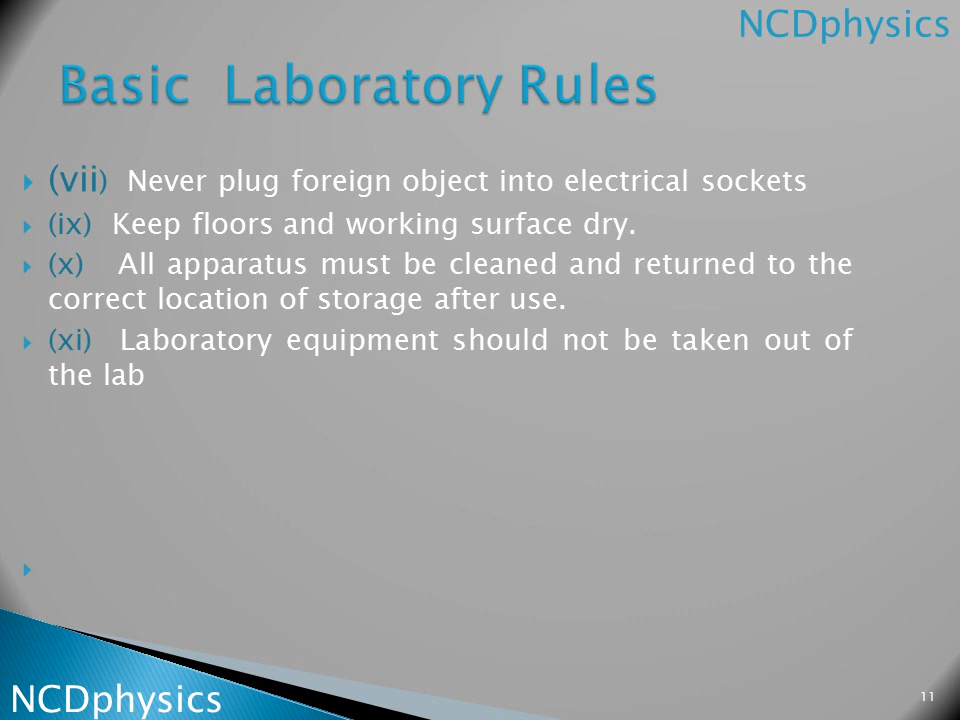 NCDphysics
Basic Laboratory Rules
(vii) Never plug foreign object into electrical sockets
(ix) Keep floors and working surface dry.
(x) All apparatus must be cleaned and returned to the
correct location of storage after use.
(xi) Laboratory equipment should not be taken out of
the lab
NCDphysics
11